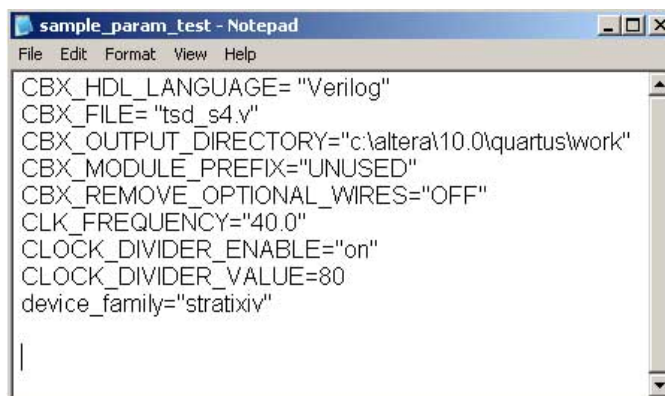 sample_param_test - Notepad
File Edit Format View Help
CBX_HDL_LANGUAGE= "Verilog"
CBX_FILE= "tsd_s4.v"
CBX_OUTPUT_DIRECTORY="c:\altera\10.0\quartus\work"
CBX_MODULE_PREFIX="UNUSED"
CBX_REMOVE_OPTIONAL_WIRES="OFF"
CLK_FREQUENCY="40.0"
CLOCK_DIVIDER_ENABLE="on"
CLOCK_DIVIDER_VALUE=80
device_family="stratixiv"